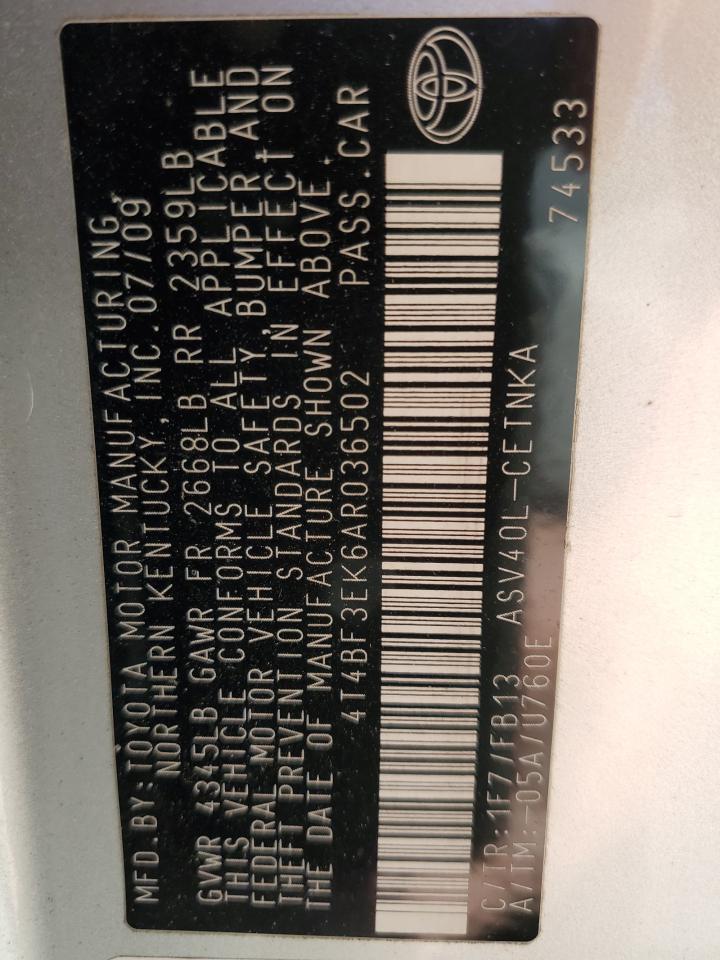 MFD.BY: TOYOTA MOTOR MANUFACTURING,
NORTHERN KENTUCKY, INC. 07/09
GVWR 4345LB GAWR FR 2668LB, RR 2359LB
THIS VEHICLE CONFORMS TO ALL APPLICABLE
FEDERAL MOTOR VEHICLE SAFETY, BUMPER, AND
THEFT PREVENTION STANDARDS IN EFFECT ON
THE DATE OF MANUFACTURE SHOWN ABOVE.
4T4BF3EK6AR036502 PASS.CAR
C/TR:1F7/FB13 ASV40L-CETNKA
A/TM:-05A/U760E 74533